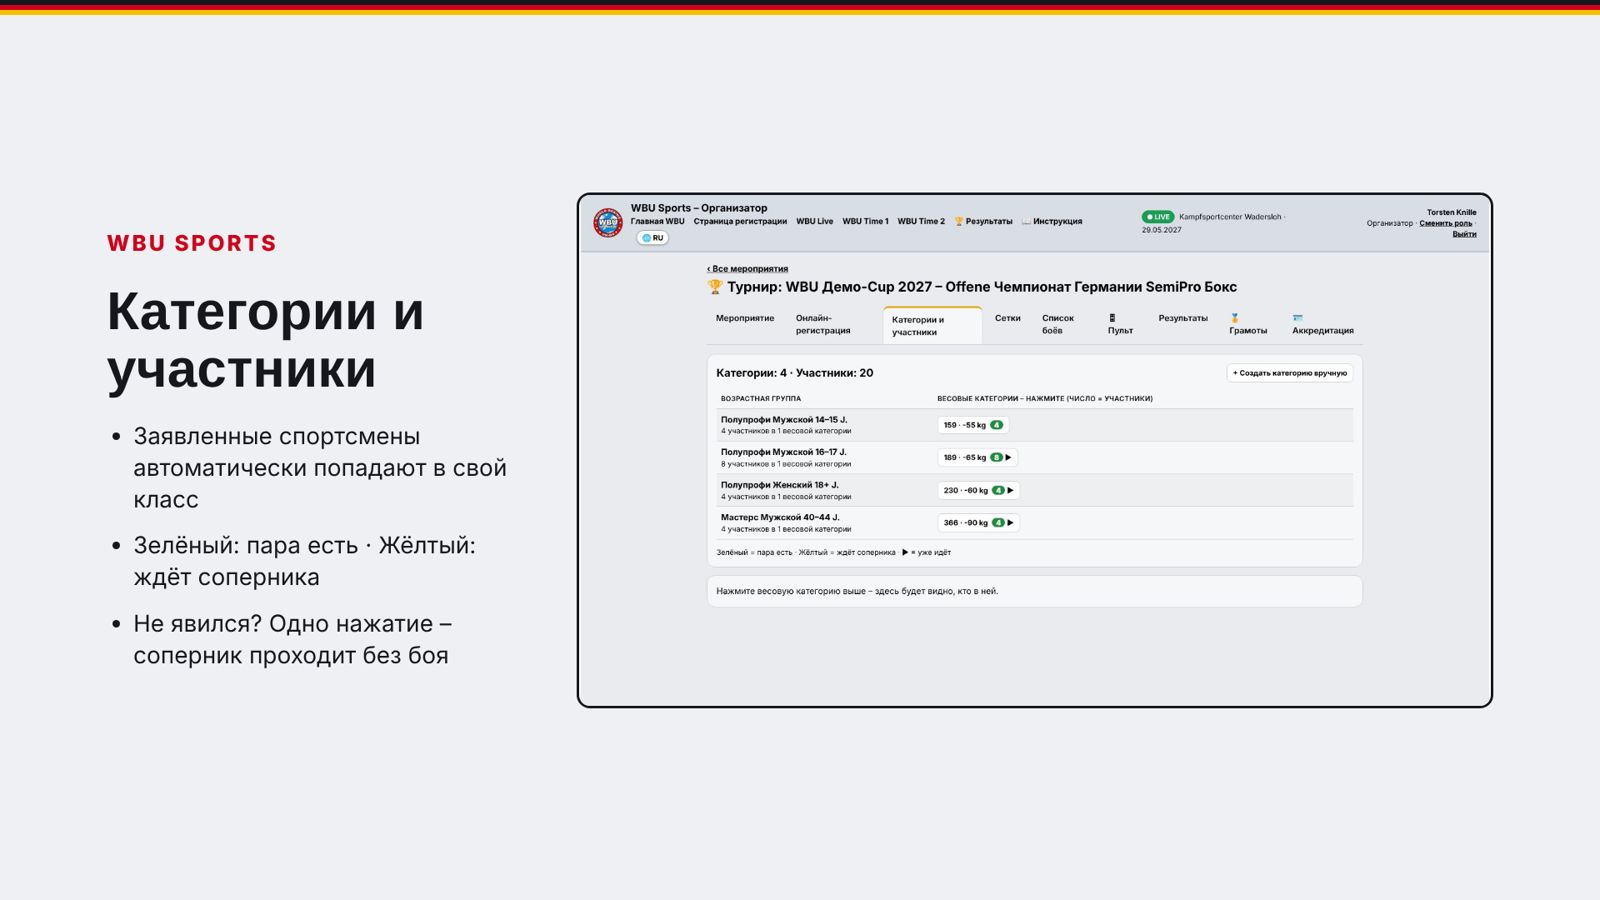 WBU SPORTS
Категории и
участники
• Заявленные спортсмены
автоматически попадают в свой
класс
• Зелёный: пара есть · Жёлтый:
ждёт соперника
• Не явился? Одно нажатие –
соперник проходит без боя
WBU
WBU Sports – Организатор
Главная WBU Страница регистрации WBU Live WBU Time 1 WBU Time 2 🏆 Результаты 📖 Инструкция
🌐 RU
● LIVE Kampfsportcenter Wadersloh ·
29.05.2027
Torsten Knille
Организатор · Сменить роль ·
Выйти
‹ Все мероприятия
🏆 Турнир: WBU Демо-Cup 2027 – Offene Чемпионат Германии SemiPro Бокс
Мероприятие
Онлайн-
регистрация
Категории и
участники
Сетки
Список
боёв
Пульт
Результаты
🏅
Грамоты
🪪
Аккредитация
Категории: 4 · Участники: 20
+ Создать категорию вручную
ВОЗРАСТНАЯ ГРУППА ВЕСОВЫЕ КАТЕГОРИИ – НАЖМИТЕ (ЧИСЛО = УЧАСТНИКИ)
Полупрофи Мужской 14–15 J.
4 участников в 1 весовой категории
159 · -55 kg 4
Полупрофи Мужской 16–17 J.
8 участников в 1 весовой категории
189 · -65 kg 8 ▶
Полупрофи Женский 18+ J.
4 участников в 1 весовой категории
230 · -60 kg 4 ▶
Мастерс Мужской 40–44 J.
4 участников в 1 весовой категории
366 · -90 kg 4 ▶
Зелёный = пара есть · Жёлтый = ждёт соперника · ▶ = уже идёт
Нажмите весовую категорию выше – здесь будет видно, кто в ней.